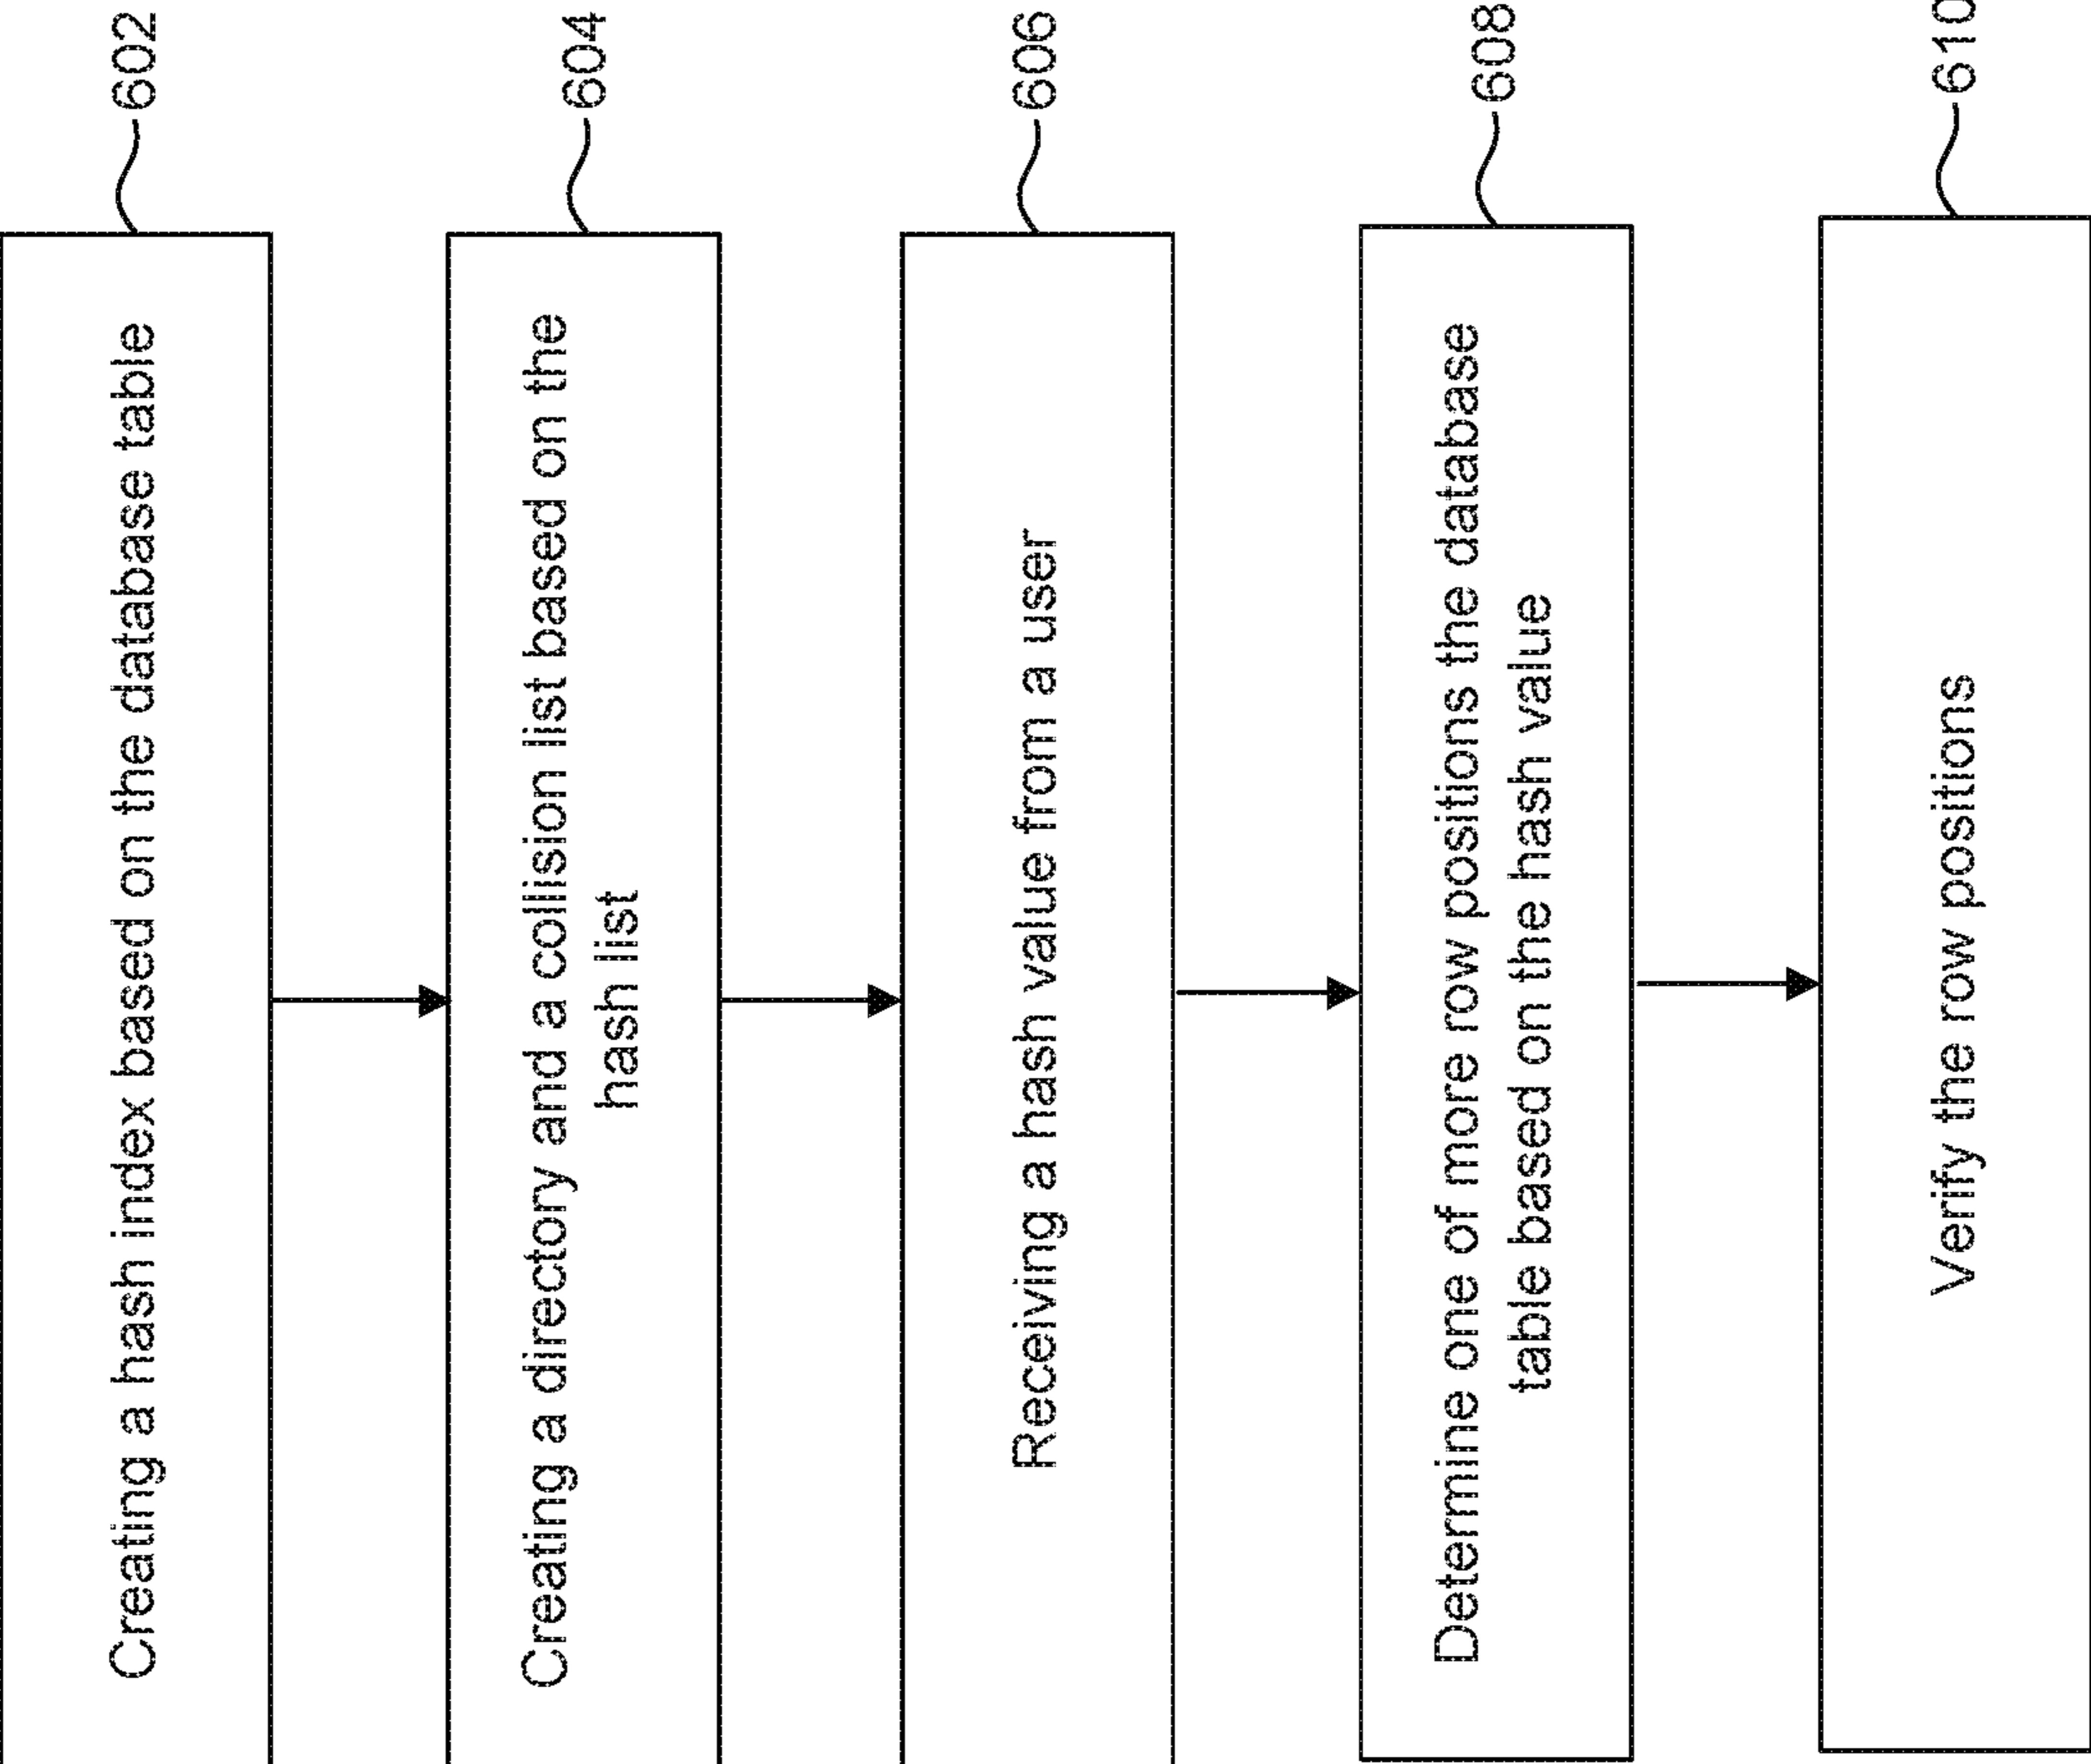 Creating a hash index based on the database table
602
Creating a directory and a collision list based on the
hash list
604
Receiving a hash value from a user
606
Determine one of more row positions the database
table based on the hash value
608
Verify the row positions
610